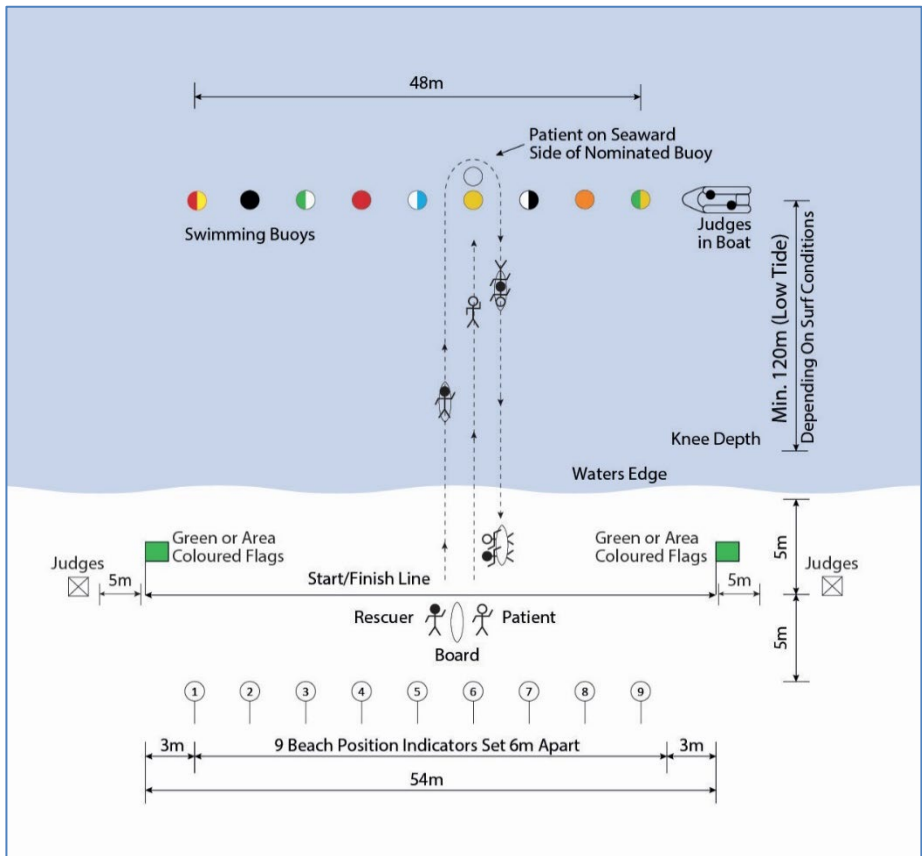 48m
Patient on Seaward
Side of Nominated Buoy
Swimming Buoys
Judges
in Boat
Min. 120m (Low Tide)
Depending On Surf Conditions
Knee Depth
Waters Edge
Green or Area
Coloured Flags
Green or Area
Coloured Flags
Judges
5m
Start/Finish Line
5m
Judges
5m
Rescuer
Patient
Board
5m
1 2 3 4 5 6 7 8 9
3m
9 Beach Position Indicators Set 6m Apart
3m
54m